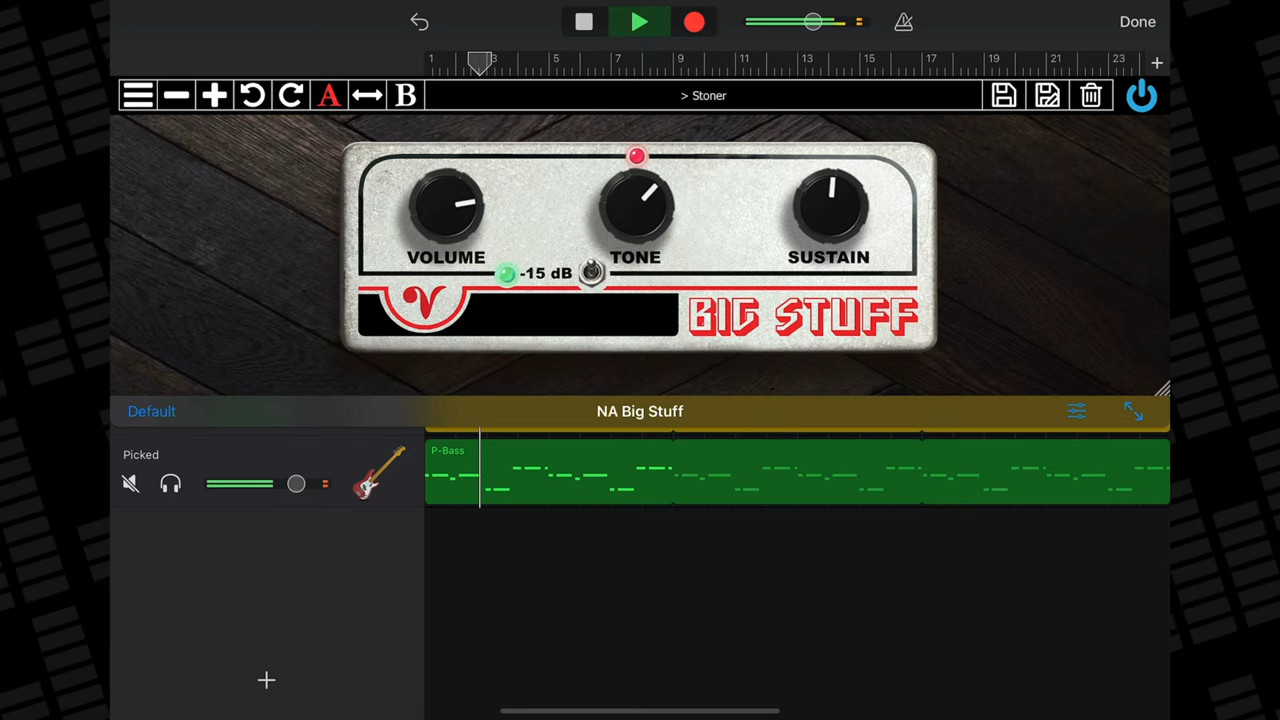 Done
1 3 5 7 9 11 13 15 17 19 21 23
A B > Stoner
VOLUME TONE SUSTAIN
-15 dB
V BIG STUFF
Default NA Big Stuff
Picked P-Bass